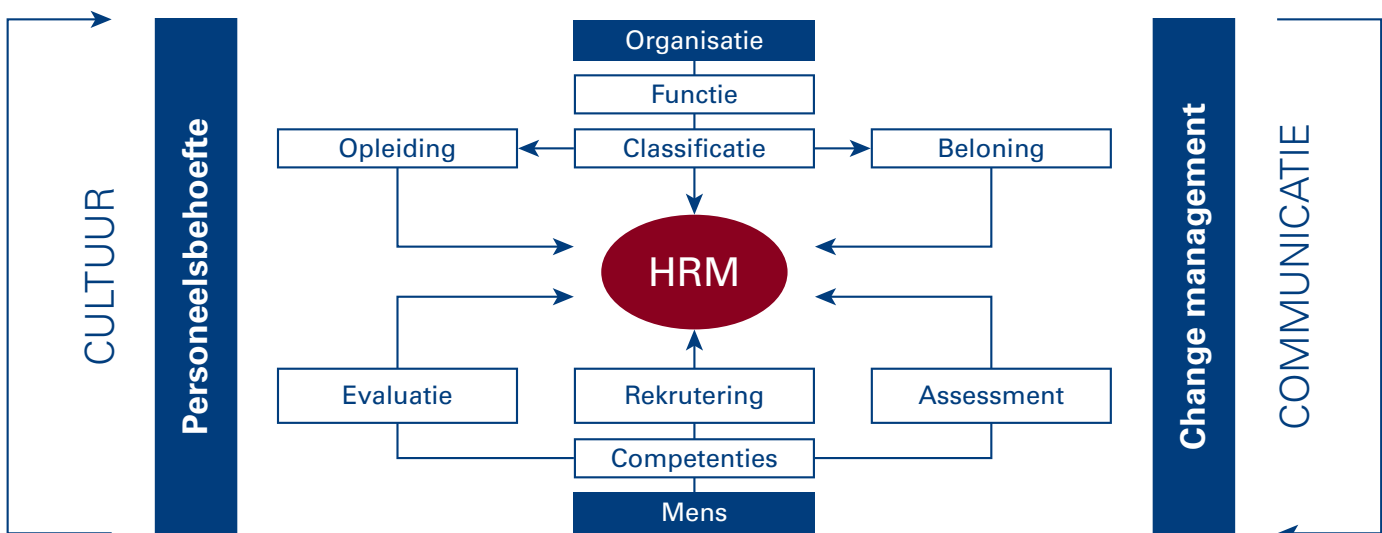 CULTUUR
Personeelsbehoefte
Organisatie
Functie
Opleiding
Classificatie
Beloning
HRM
Evaluatie
Rekrutering
Assessment
Competenties
Mens
Change management
COMMUNICATIE